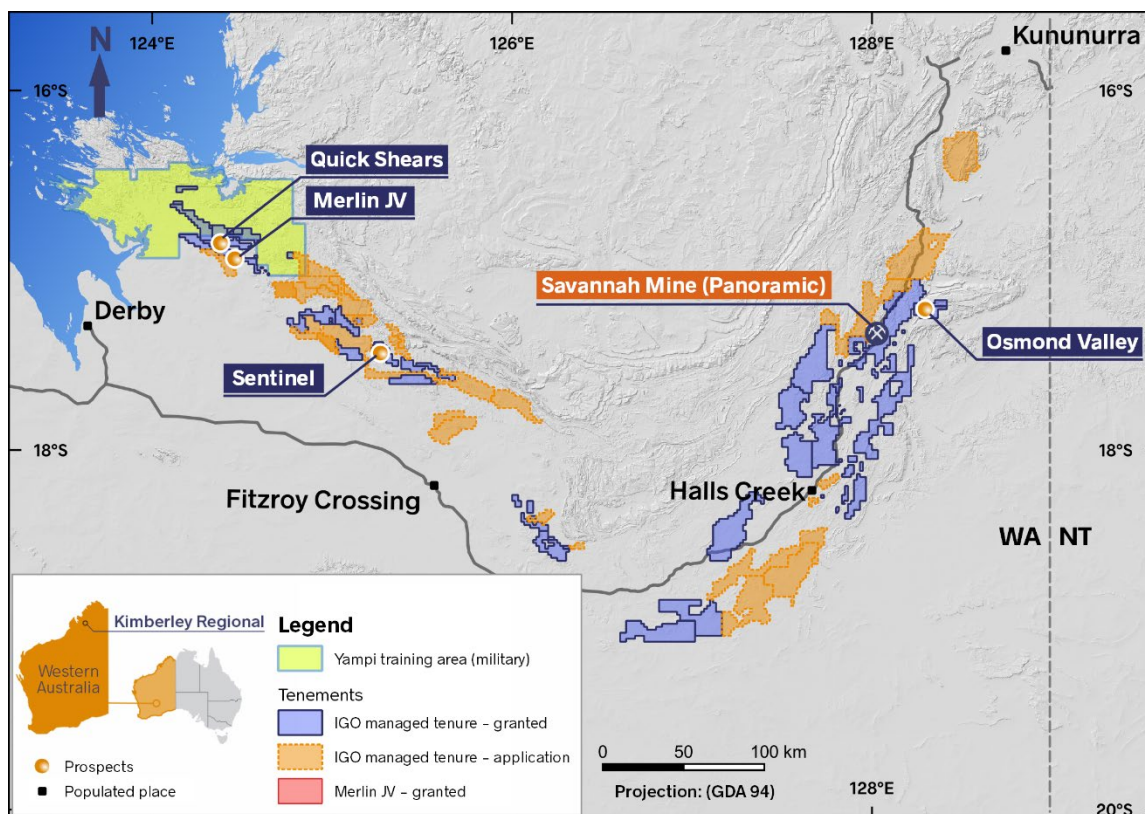 N
124°E
126°E
128°E
Kununurra
16°S
16°S
Quick Shears
Merlin JV
Savannah Mine (Panoramic)
Derby
Osmond Valley
Sentinel
18°S
18°S
Halls Creek
Fitzroy Crossing
WA NT
Kimberley Regional
Western
Australia
Prospects
Populated place
Legend
Yampi training area (military)
Tenements
IGO managed tenure – granted
IGO managed tenure – application
Merlin JV – granted
0 50 100 km
Projection: (GDA 94)
128°E
20°S